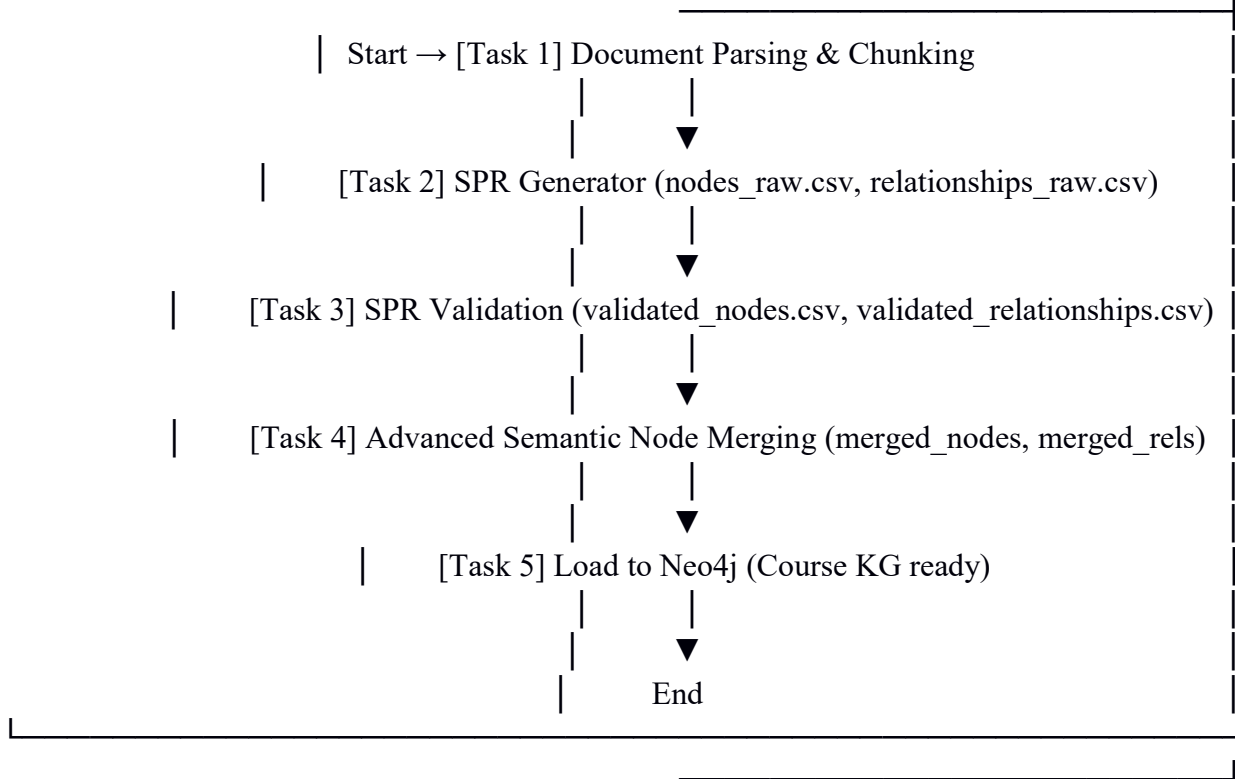 Start → [Task 1] Document Parsing & Chunking
[Task 2] SPR Generator (nodes_raw.csv, relationships_raw.csv)
[Task 3] SPR Validation (validated_nodes.csv, validated_relationships.csv)
[Task 4] Advanced Semantic Node Merging (merged_nodes, merged_rels)
[Task 5] Load to Neo4j (Course KG ready)
End